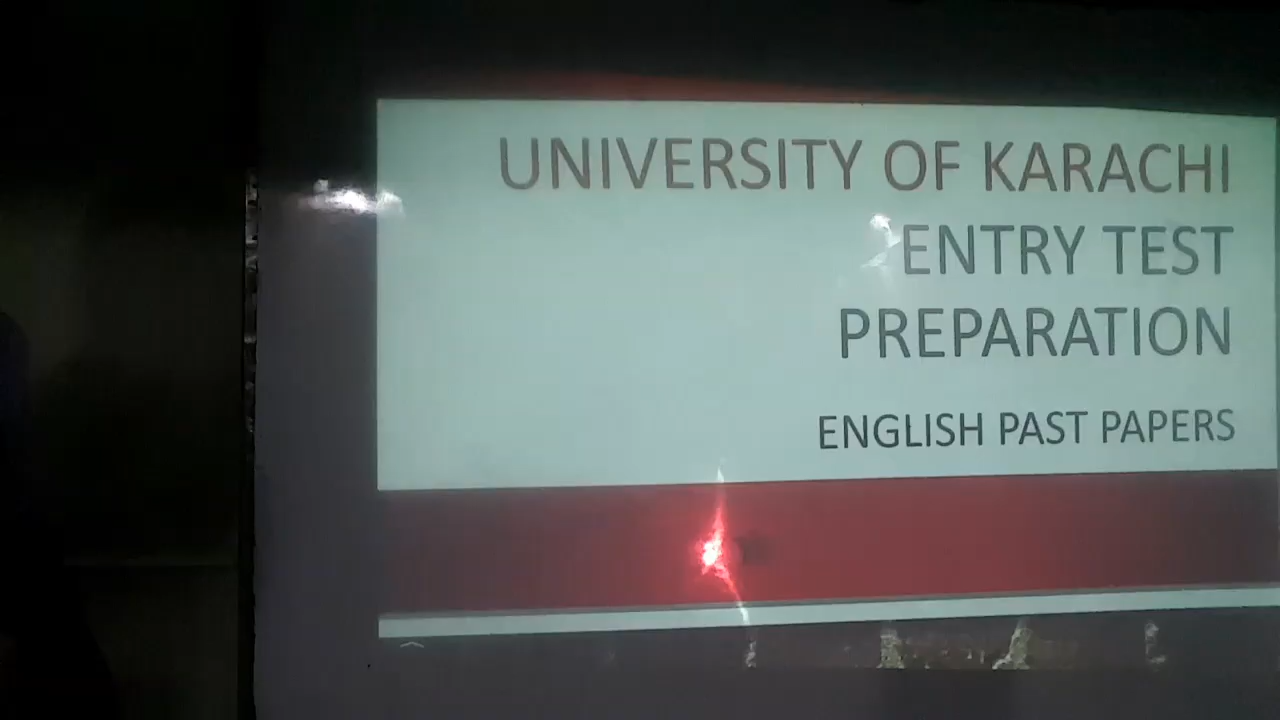 UNIVERSITY OF KARACHI
ENTRY TEST
PREPARATION
ENGLISH PAST PAPERS